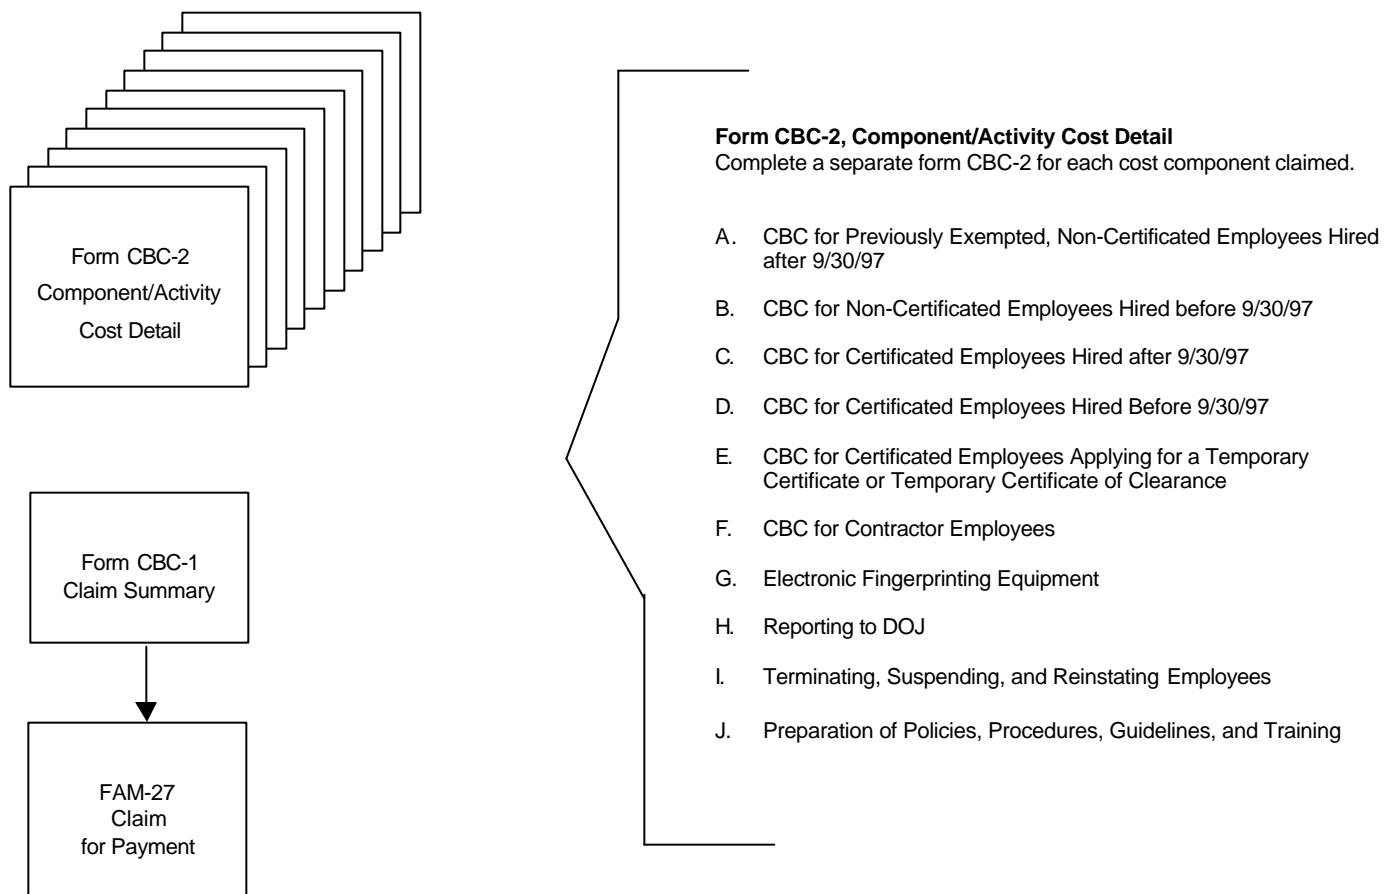 Form CBC-2
Component/Activity
Cost Detail
Form CBC-1
Claim Summary
FAM-27
Claim
for Payment
Form CBC-2, Component/Activity Cost Detail
Complete a separate form CBC-2 for each cost component claimed.
A. CBC for Previously Exempted, Non-Certificated Employees Hired
after 9/30/97
B. CBC for Non-Certificated Employees Hired before 9/30/97
C. CBC for Certificated Employees Hired after 9/30/97
D. CBC for Certificated Employees Hired Before 9/30/97
E. CBC for Certificated Employees Applying for a Temporary
Certificate or Temporary Certificate of Clearance
F. CBC for Contractor Employees
G. Electronic Fingerprinting Equipment
H. Reporting to DOJ
I. Terminating, Suspending, and Reinstating Employees
J. Preparation of Policies, Procedures, Guidelines, and Training